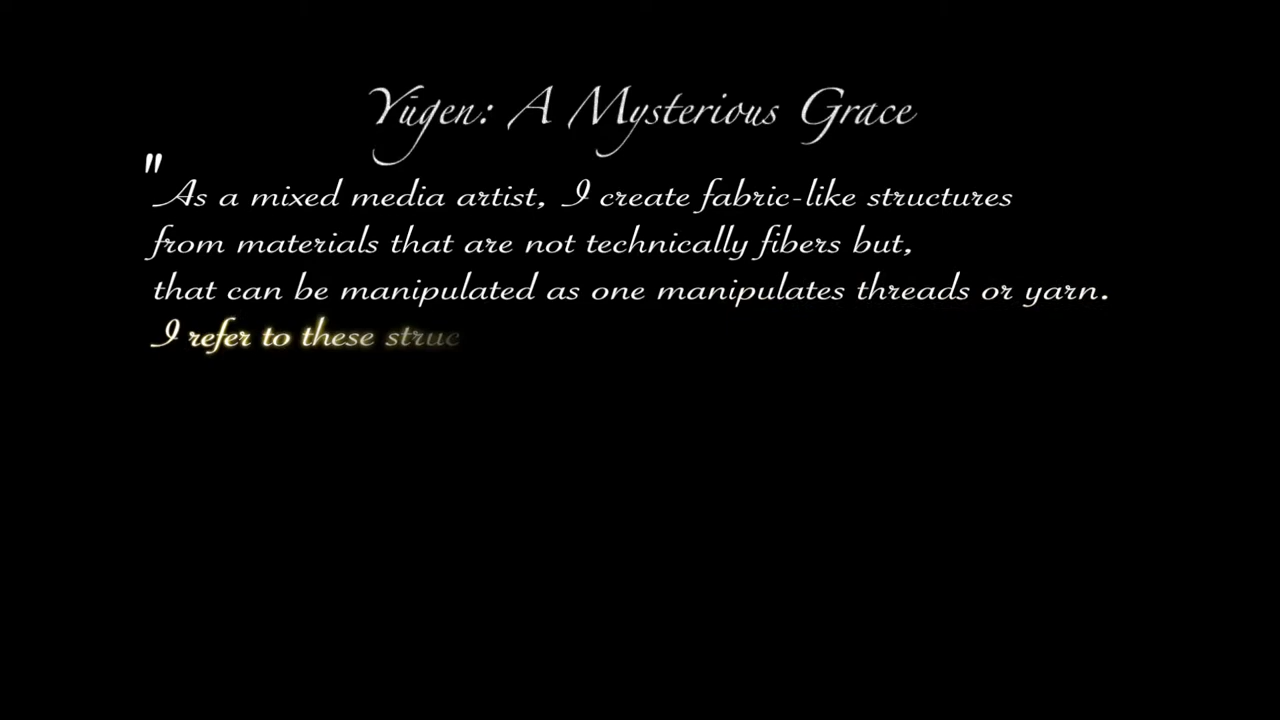 Yūgen: A Mysterious Grace
"As a mixed media artist, I create fabric-like structures
from materials that are not technically fibers but,
that can be manipulated as one manipulates threads or yarn.
I refer to these struc